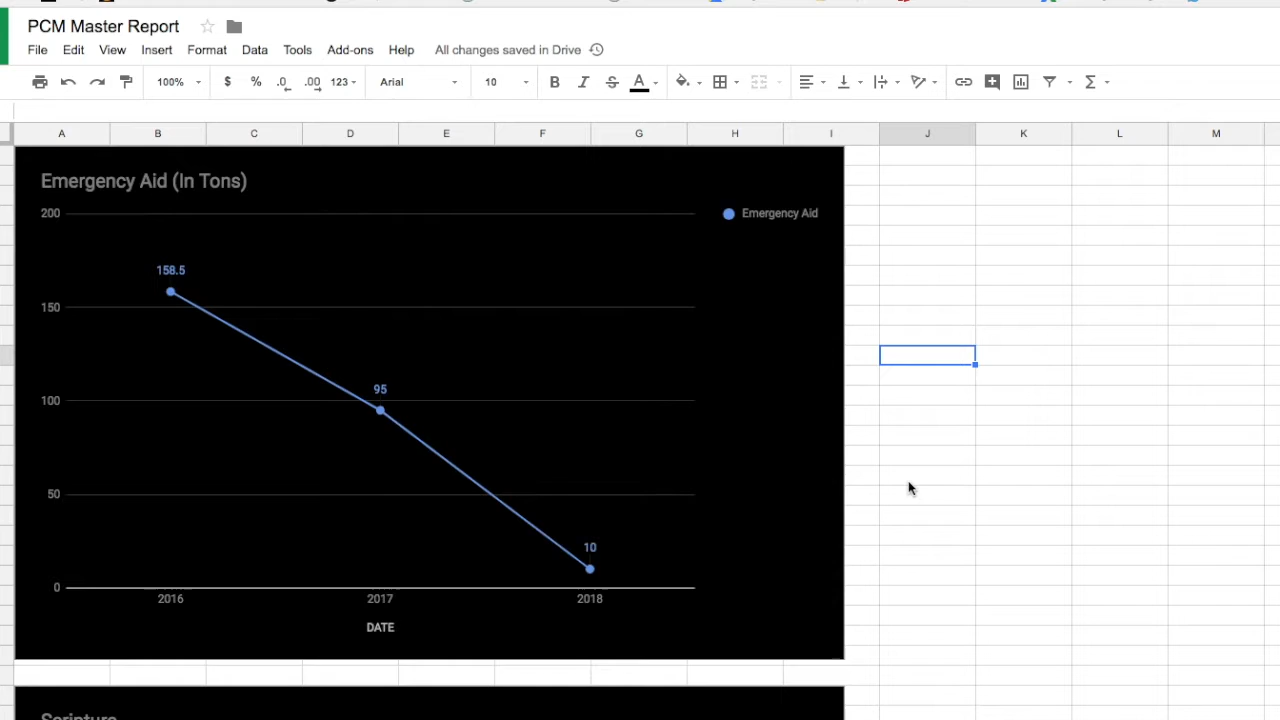 PCM Master Report
File Edit View Insert Format Data Tools Add-ons Help All changes saved in Drive
100% $ % .0 .00 123 Arial 10 B I S A Σ
A B C D E F G H I J K L M
Emergency Aid (In Tons)
200
Emergency Aid
158.5
150
95
100
50
10
0
2016 2017 2018
DATE
Scripture